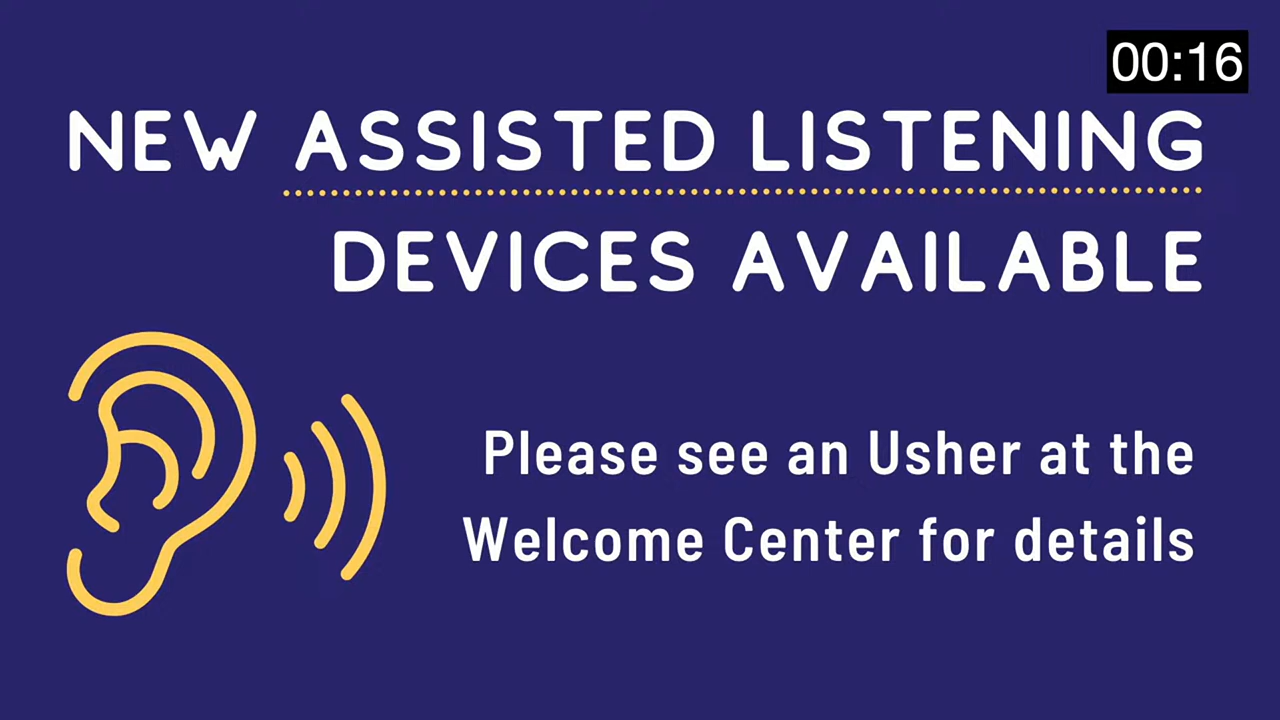 00:16
NEW ASSISTED LISTENING
DEVICES AVAILABLE
Please see an Usher at the
Welcome Center for details